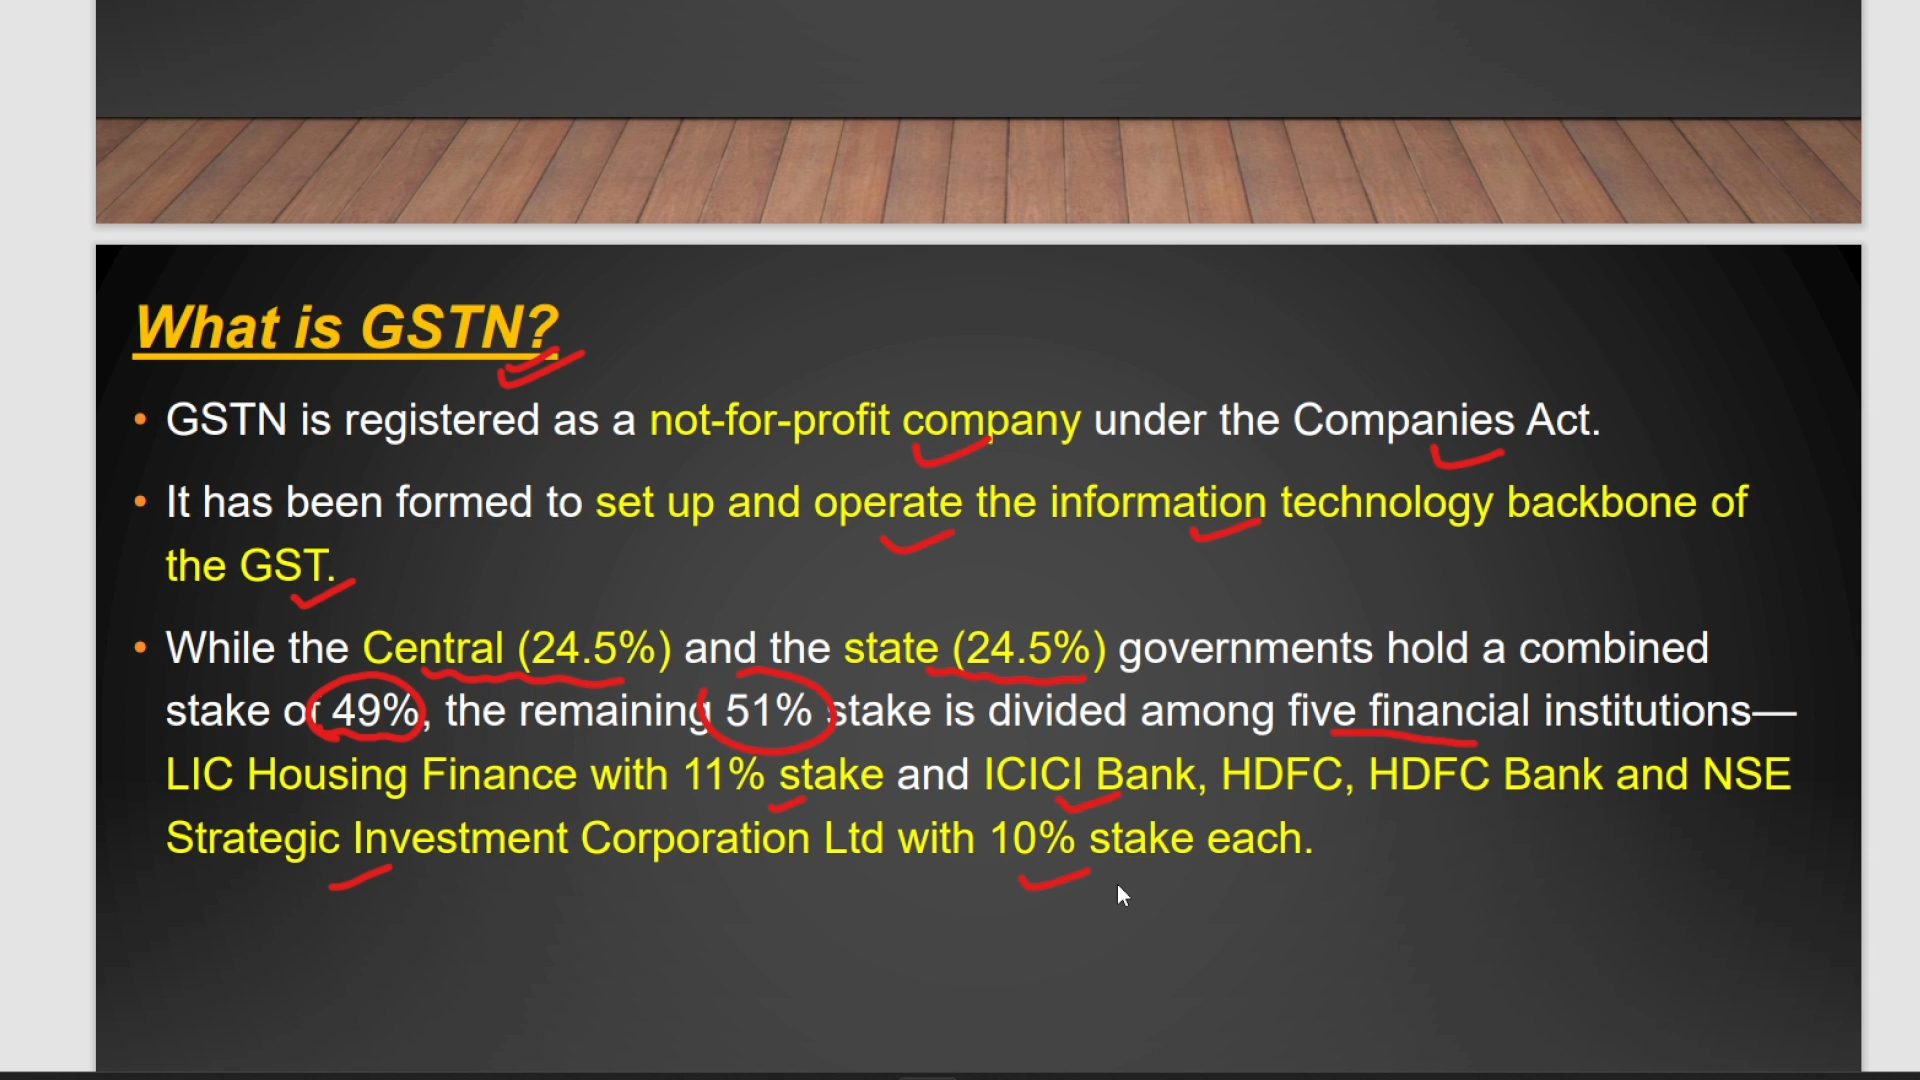 What is GSTN?
• GSTN is registered as a not-for-profit company under the Companies Act.
• It has been formed to set up and operate the information technology backbone of
the GST.
• While the Central (24.5%) and the state (24.5%) governments hold a combined
stake of 49%, the remaining 51% stake is divided among five financial institutions—
LIC Housing Finance with 11% stake and ICICI Bank, HDFC, HDFC Bank and NSE
Strategic Investment Corporation Ltd with 10% stake each.